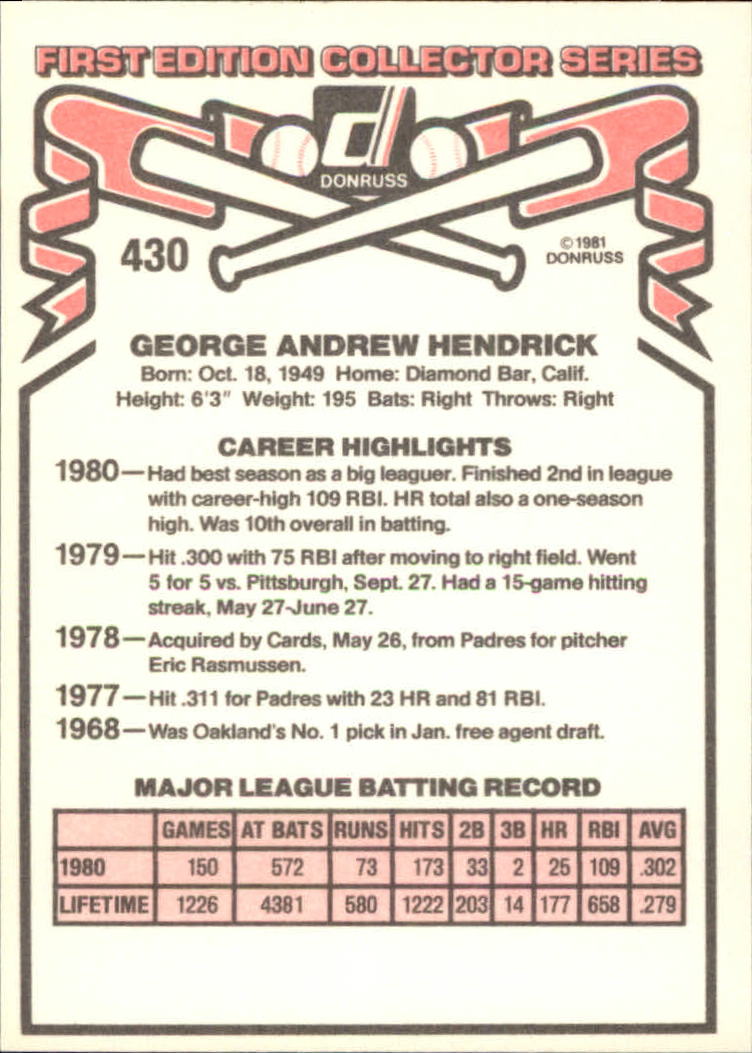 FIRST EDITION COLLECTOR SERIES
d
DONRUSS
430
©1981
DONRUSS
GEORGE ANDREW HENDRICK
Born: Oct. 18, 1949 Home: Diamond Bar, Calif.
Height: 6'3" Weight: 195 Bats: Right Throws: Right
CAREER HIGHLIGHTS
1980—Had best season as a big leaguer. Finished 2nd in league
with career-high 109 RBI. HR total also a one-season
high. Was 10th overall in batting.
1979—Hit .300 with 75 RBI after moving to right field. Went
5 for 5 vs. Pittsburgh, Sept. 27. Had a 15-game hitting
streak, May 27-June 27.
1978—Acquired by Cards, May 26, from Padres for pitcher
Eric Rasmussen.
1977—Hit .311 for Padres with 23 HR and 81 RBI.
1968—Was Oakland's No. 1 pick in Jan. free agent draft.
MAJOR LEAGUE BATTING RECORD
GAMES AT BATS RUNS HITS 2B 3B HR RBI AVG
1980 150 572 73 173 33 2 25 109 .302
LIFETIME 1226 4381 580 1222 203 14 177 658 .279